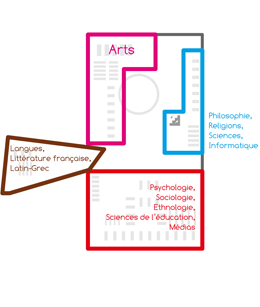 Arts
Philosophie,
Religions,
Sciences,
Informatique
Langues,
Littérature française,
Latin-Grec
Psychologie,
Sociologie,
Ethnologie,
Sciences de l'éducation,
Médias